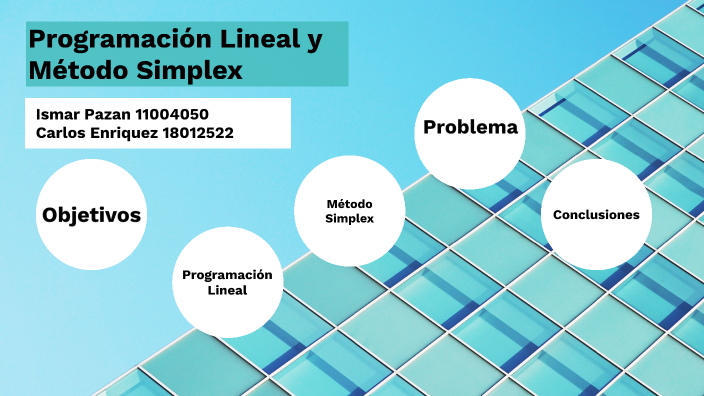 Programación Lineal y
Método Simplex
Ismar Pazan 11004050
Carlos Enriquez 18012522
Objetivos
Programación
Lineal
Método
Simplex
Problema
Conclusiones